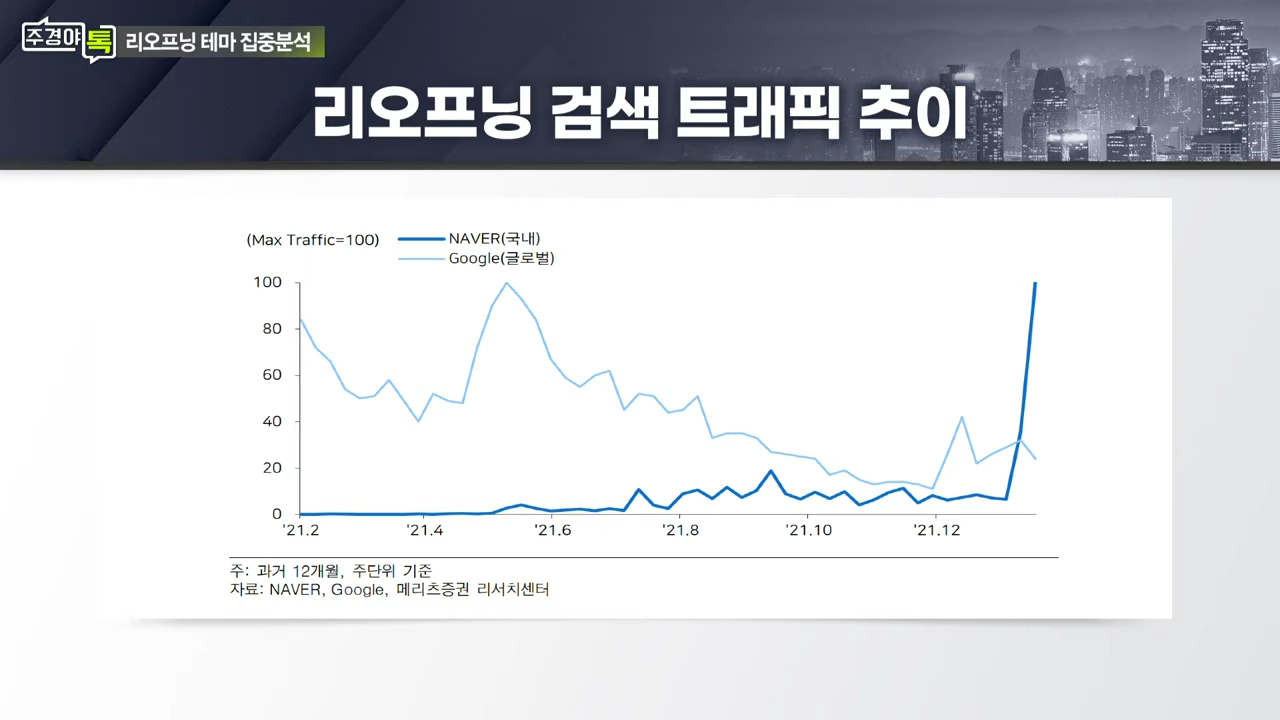 주경야톡 리오프닝 테마 집중분석
리오프닝 검색 트래픽 추이
(Max Traffic=100)
NAVER(국내)
Google(글로벌)
100
80
60
40
20
0
'21.2 '21.4 '21.6 '21.8 '21.10 '21.12
주: 과거 12개월, 주단위 기준
자료: NAVER, Google, 메리츠증권 리서치센터